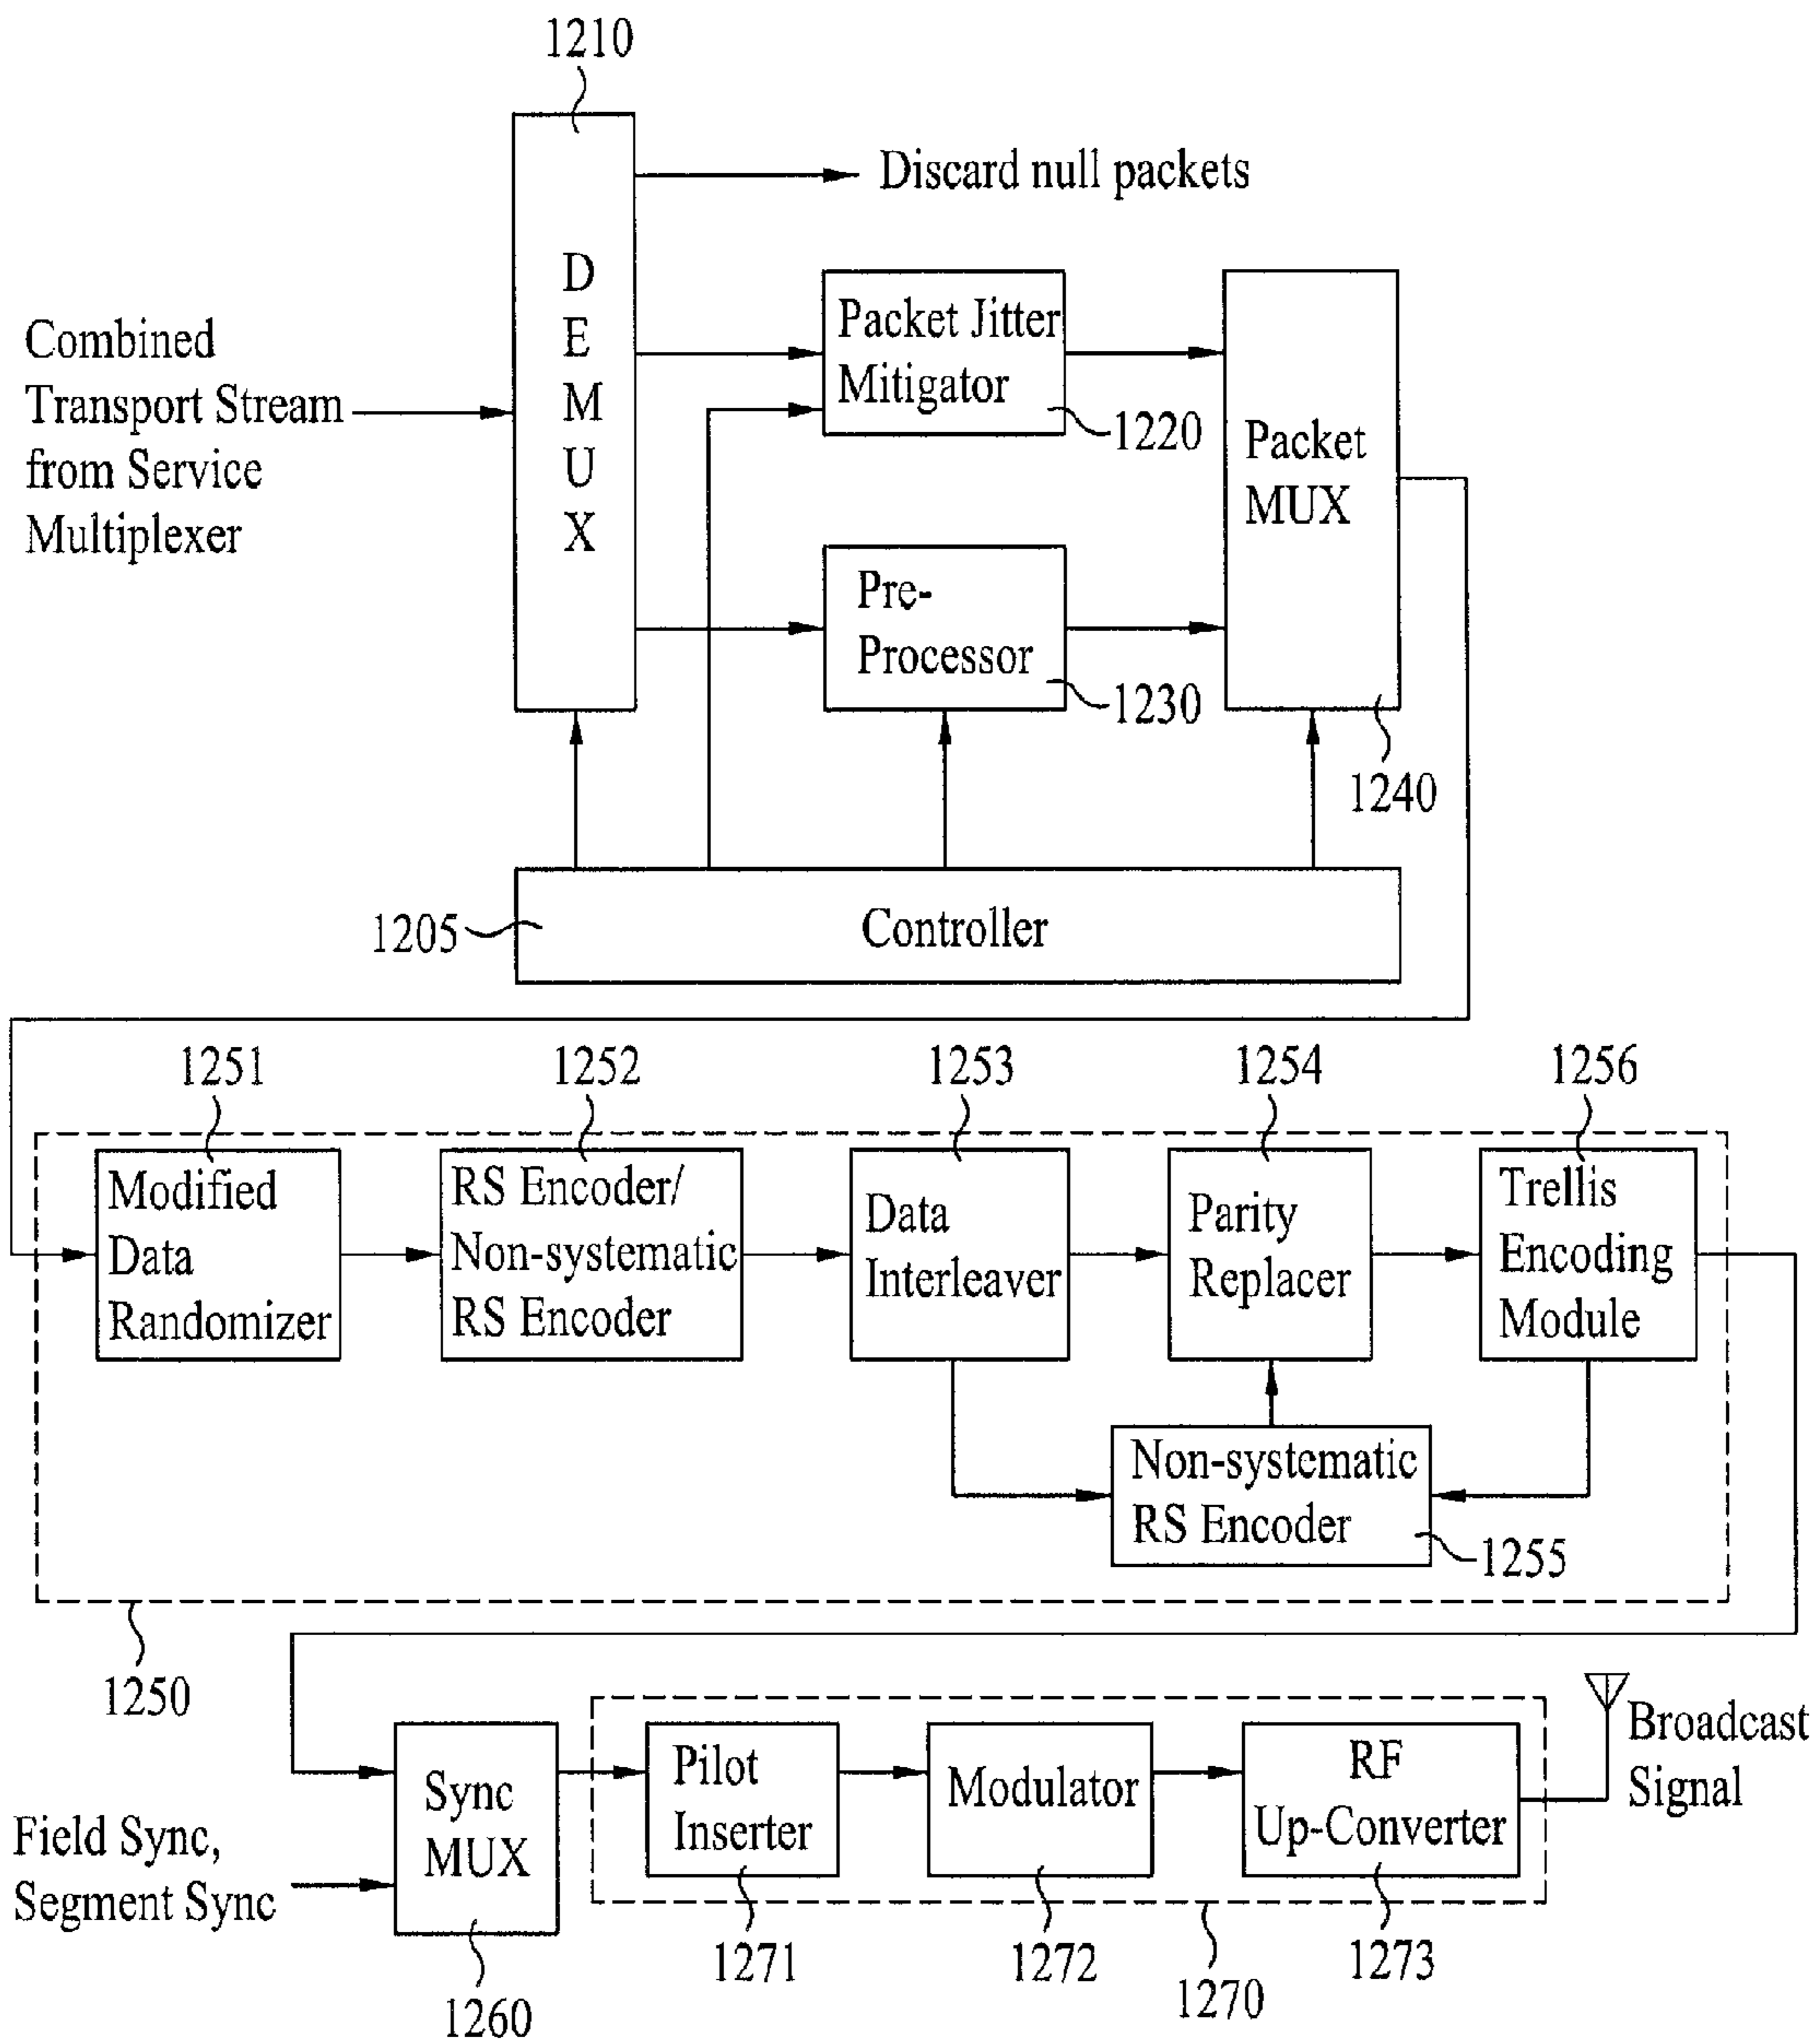 1210
Discard null packets
D
E
M
U
X
Combined
Transport Stream
from Service
Multiplexer
Packet Jitter
Mitigator
1220
Packet
MUX
Pre-
Processor
1230
1240
1205
Controller
1251
1252
1253
1254
1256
Modified
Data
Randomizer
RS Encoder/
Non-systematic
RS Encoder
Data
Interleaver
Parity
Replacer
Trellis
Encoding
Module
Non-systematic
RS Encoder
1255
1250
Sync
MUX
Pilot
Inserter
Modulator
RF
Up-Converter
Broadcast
Signal
Field Sync,
Segment Sync
1260
1271
1272
1270
1273